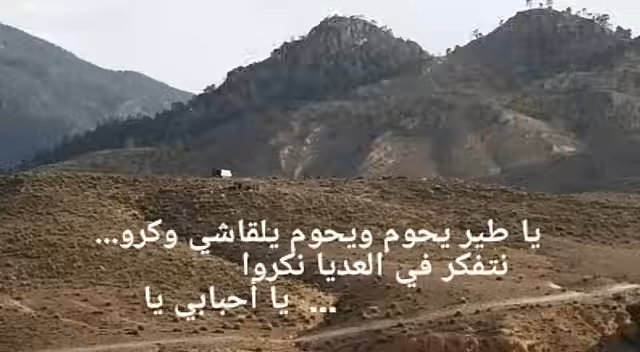 يا طير يحوم ويحوم يلقاشي وكرو...
نتفكر في العديا نكروا
... يا أحبابي يا